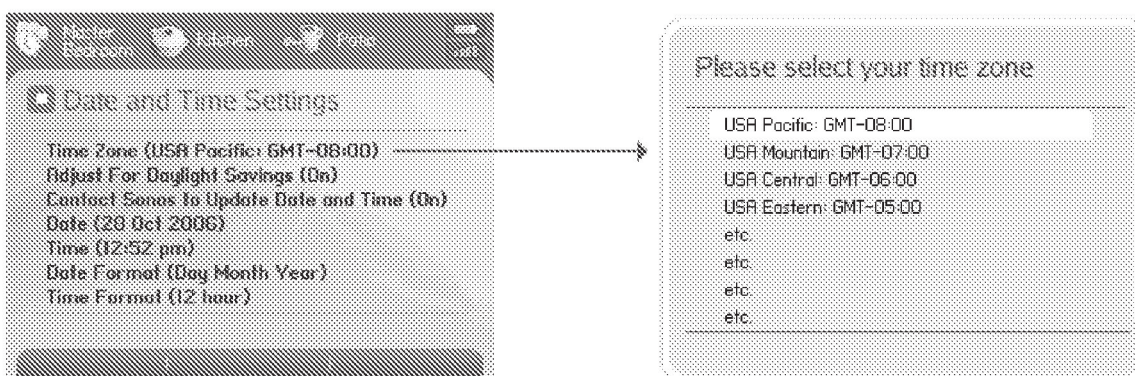 Master
Bedroom
Kitchen
Patio
Date and Time Settings
Time Zone (USA Pacific: GMT-08:00)
Adjust For Daylight Savings (On)
Contact Sonos to Update Date and Time (On)
Date (28 Oct 2006)
Time (12:52 pm)
Date Format (Day Month Year)
Time Format (12 hour)
Please select your time zone
USA Pacific: GMT-08:00
USA Mountain: GMT-07:00
USA Central: GMT-06:00
USA Eastern: GMT-05:00
etc.
etc.
etc.
etc.